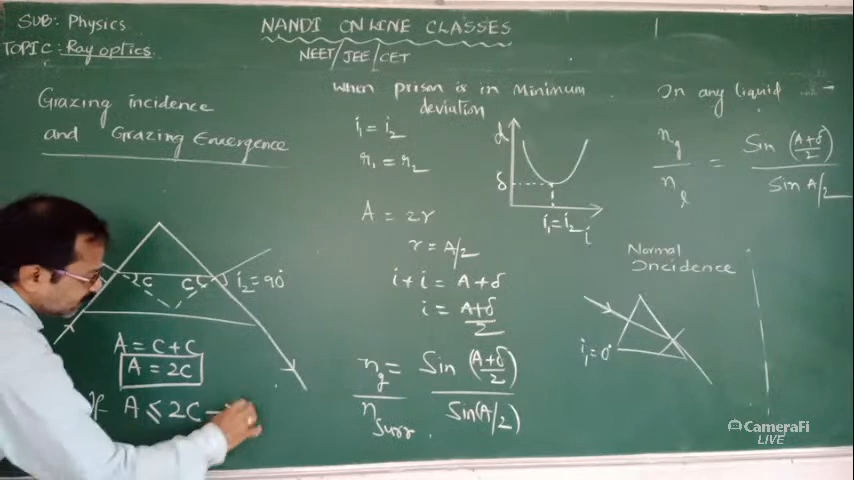 SUB: Physics
TOPIC: Ray optics
NANDI ONLINE CLASSES
NEET/JEE/CET
Grazing incidence
and Grazing Emergence
C C
i₂=90°
A = C+C
A = 2C
If A ≤ 2C →
When prism is in Minimum
deviation
i₁ = i₂
r₁ = r₂
A = 2r
r = A/2
i+i = A+δ
i = (A+δ)/2
n_g/n_surr. = Sin((A+δ)/2)/Sin(A/2)
d
δ
i₁=i₂
i
In any liquid
n_g/n_l = Sin((A+δ)/2)/Sin A/2
Normal
Incidence
i₁=0°
CameraFi
LIVE